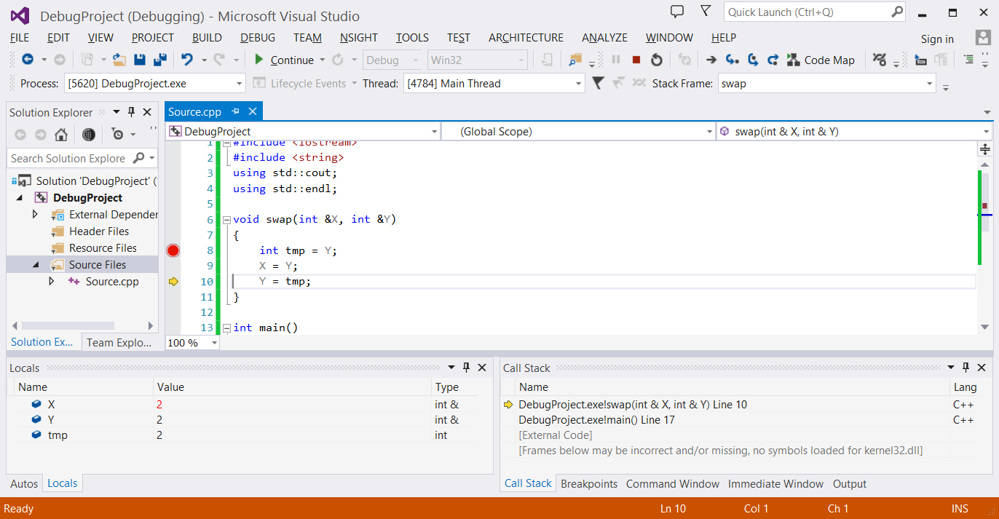 DebugProject (Debugging) - Microsoft Visual Studio
Quick Launch (Ctrl+Q)
FILE EDIT VIEW PROJECT BUILD DEBUG TEAM NSIGHT TOOLS TEST ARCHITECTURE ANALYZE WINDOW HELP Sign in
Continue Debug Win32 Code Map
Process: [5620] DebugProject.exe Lifecycle Events Thread: [4784] Main Thread Stack Frame: swap
Solution Explorer
Source.cpp
DebugProject (Global Scope) swap(int & X, int & Y)
Search Solution Explore
Solution 'DebugProject' (
DebugProject
External Depender
Header Files
Resource Files
Source Files
Source.cpp
Solution Ex... Team Explo...
1 #include <iostream>
2 #include <string>
3 using std::cout;
4 using std::endl;
5
6 void swap(int &X, int &Y)
7 {
8 int tmp = Y;
9 X = Y;
10 Y = tmp;
11 }
12
13 int main()
100 %
Locals
Name Value Type
X 2 int &
Y 2 int &
tmp 2 int
Autos Locals
Call Stack
Name Lang
DebugProject.exe!swap(int & X, int & Y) Line 10 C++
DebugProject.exe!main() Line 17 C++
[External Code]
[Frames below may be incorrect and/or missing, no symbols loaded for kernel32.dll]
Call Stack Breakpoints Command Window Immediate Window Output
Ready Ln 10 Col 1 Ch 1 INS